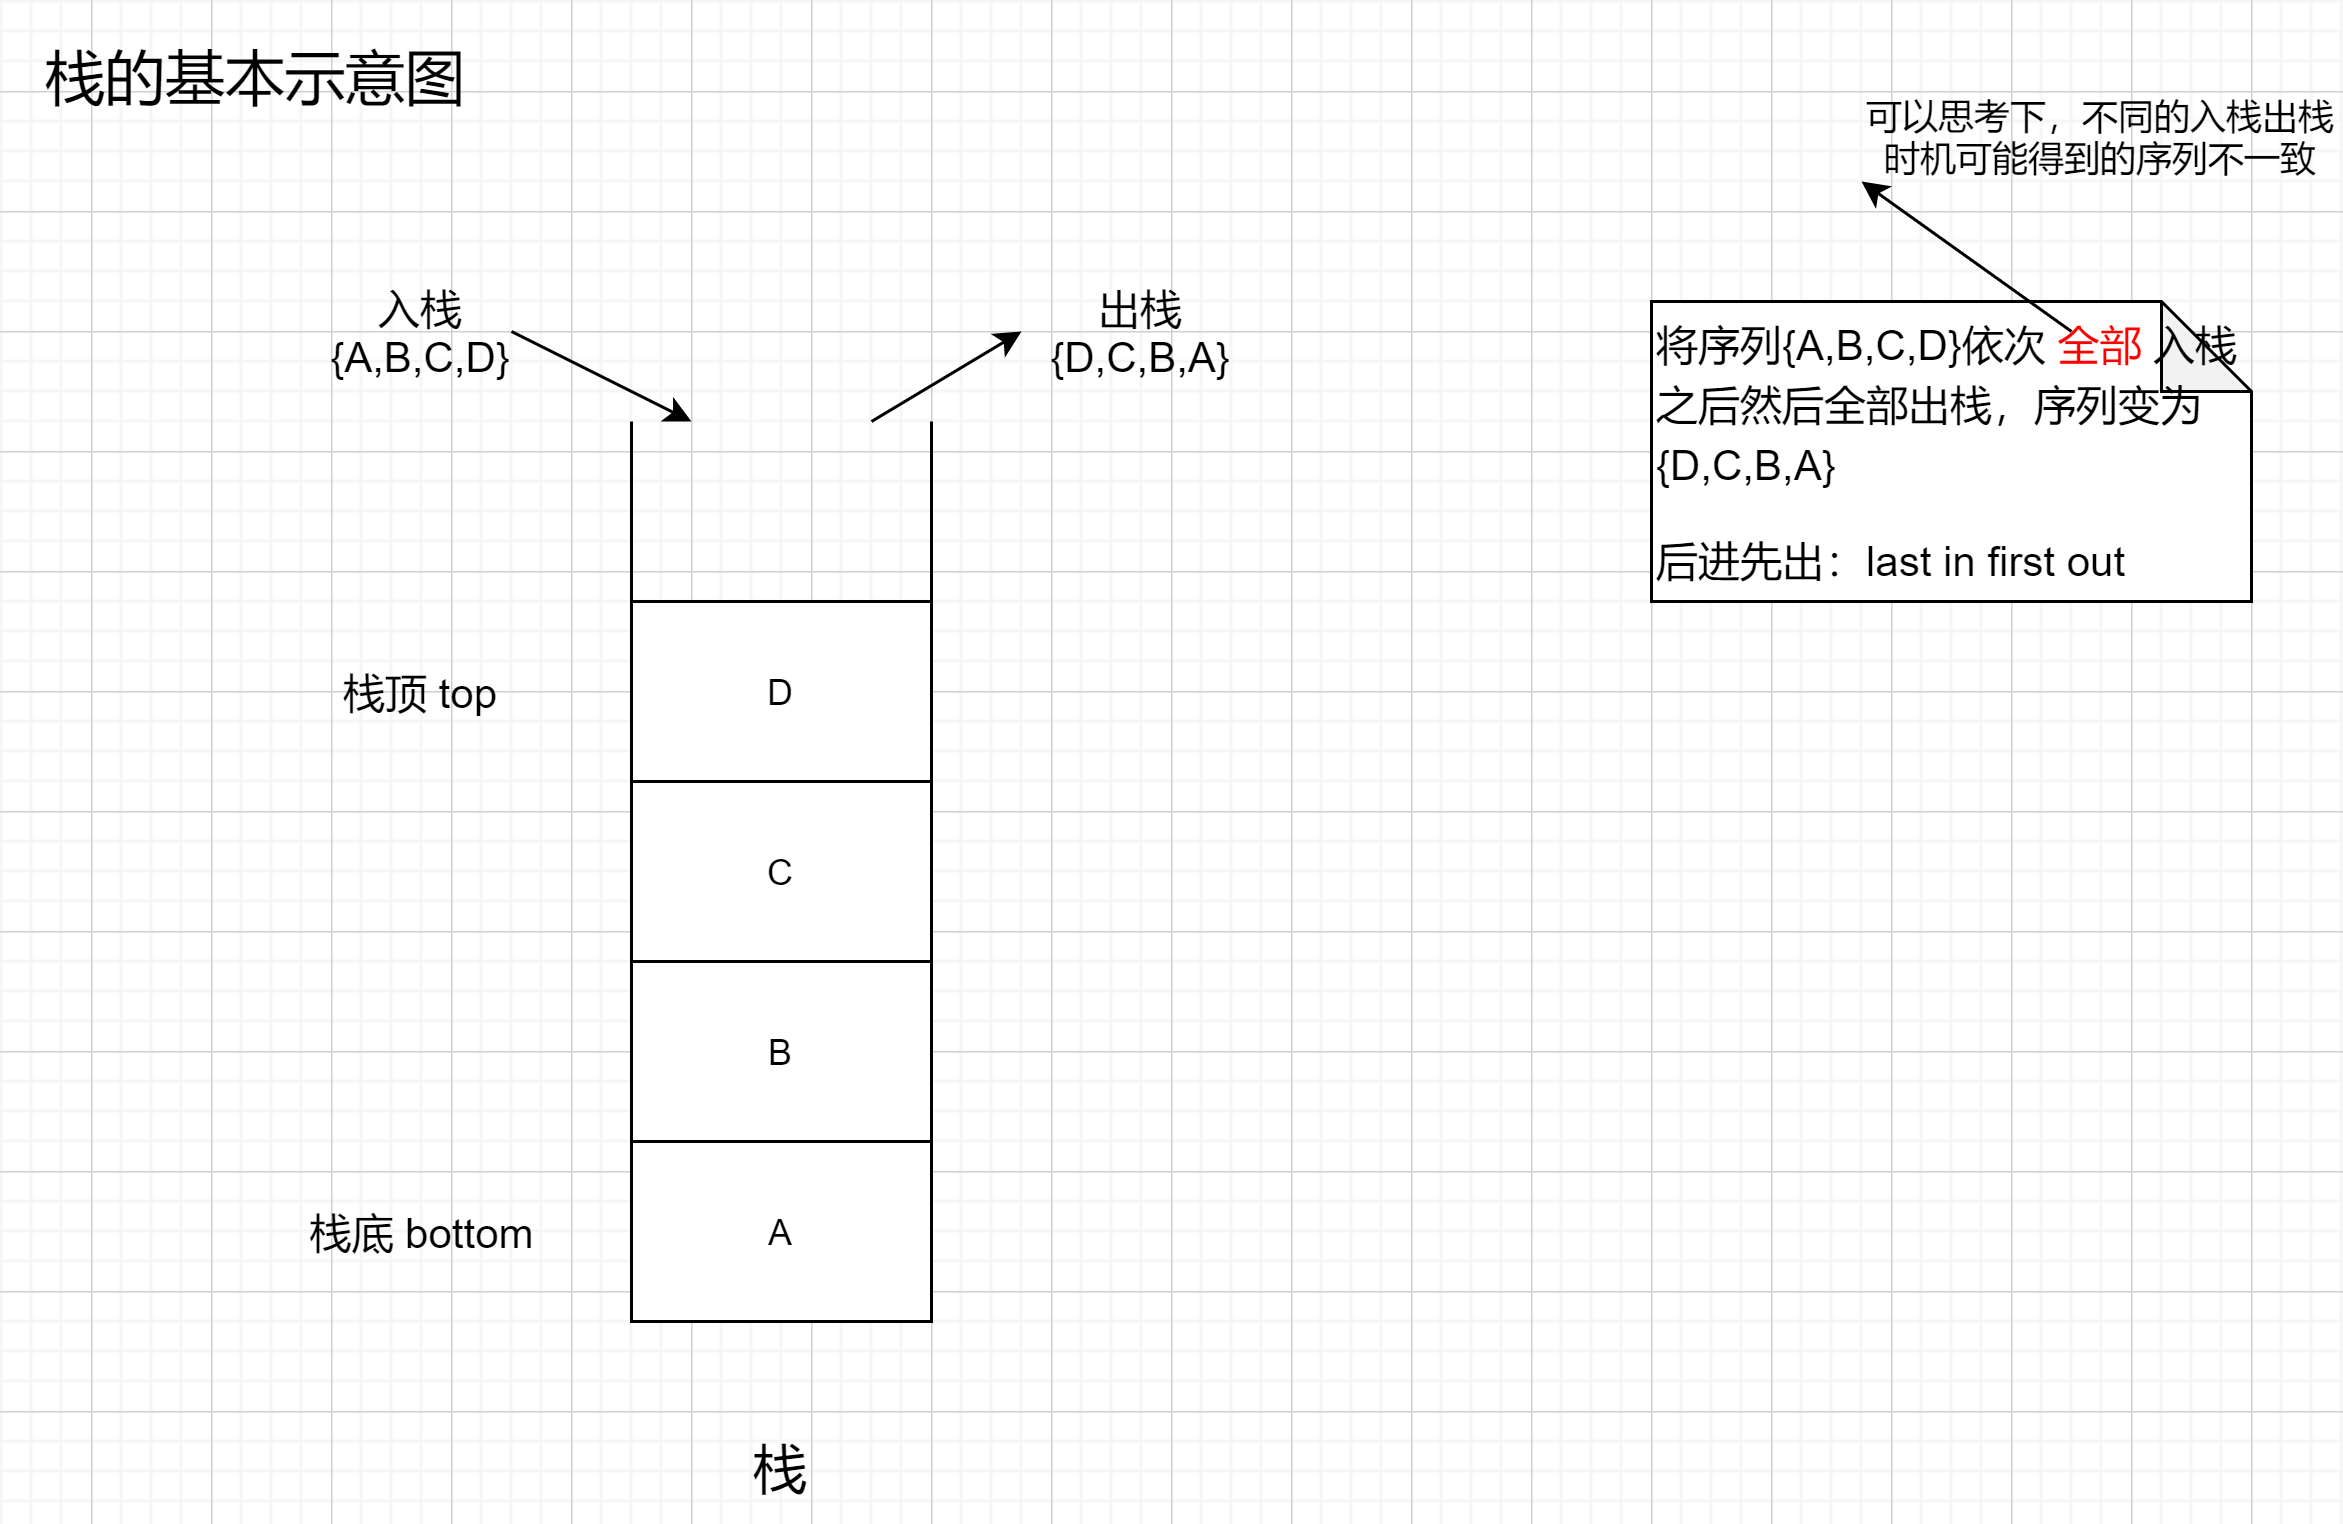 栈的基本示意图
可以思考下，不同的入栈出栈
时机可能得到的序列不一致
入栈
{A,B,C,D}
出栈
{D,C,B,A}
将序列{A,B,C,D}依次 全部 入栈
之后然后全部出栈，序列变为
{D,C,B,A}
后进先出：last in first out
栈顶 top
D
C
B
栈底 bottom
A
栈